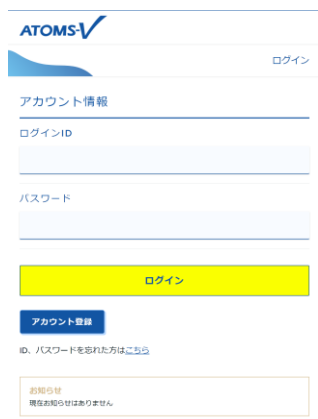 ATOMS-V
ログイン
アカウント情報
ログインID
パスワード
ログイン
アカウント登録
ID、パスワードを忘れた方はこちら
お知らせ
現在お知らせはありません